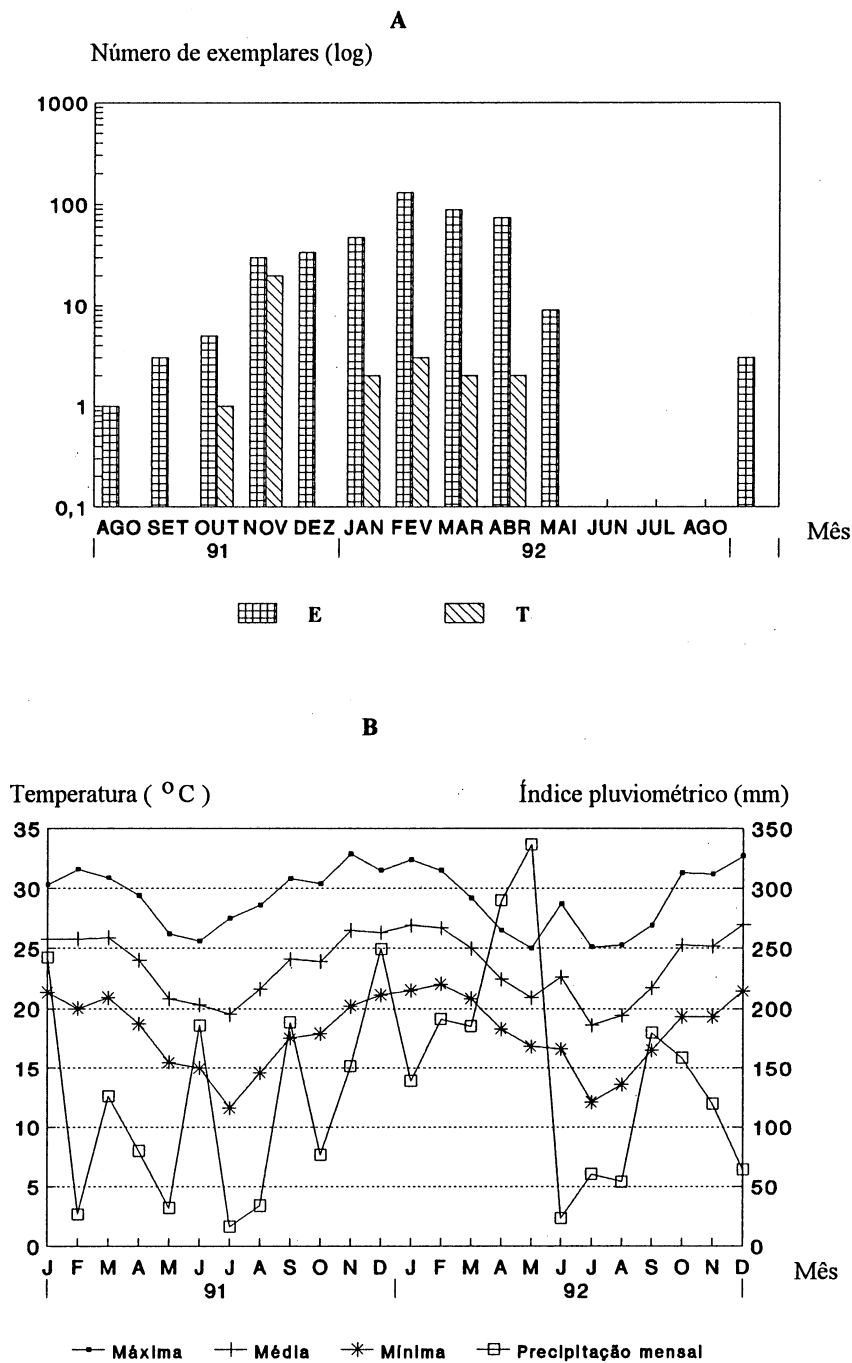 A
Número de exemplares (log)
1000
100
10
1
0,1
AGO SET OUT NOV DEZ JAN FEV MAR ABR MAI JUN JUL AGO Mês
91 92
E T
B
Temperatura ( °C ) Índice pluviométrico (mm)
35 350
30 300
25 250
20 200
15 150
10 100
5 50
0 0
J F M A M J J A S O N D J F M A M J J A S O N D Mês
91 92
Máxima Média Mínima Precipitação mensal